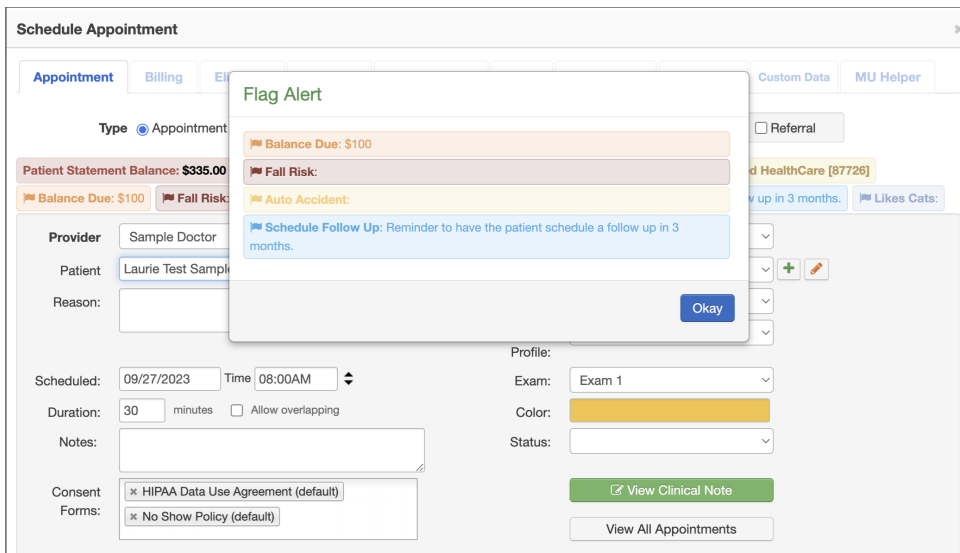 Schedule Appointment
Appointment Billing Custom Data MU Helper
Flag Alert
Balance Due: $100
Fall Risk:
Auto Accident:
Schedule Follow Up: Reminder to have the patient schedule a follow up in 3
months.
Okay
Type Appointment Referral
Patient Statement Balance: $335.00 HealthCare [87726]
Balance Due: $100 Fall Risk: up in 3 months. Likes Cats:
Provider Sample Doctor
Patient Laurie Test Sample
Reason:
Profile:
Scheduled: 09/27/2023 Time 08:00AM Exam: Exam 1
Duration: 30 minutes Allow overlapping Color:
Notes: Status:
Consent × HIPAA Data Use Agreement (default) View Clinical Note
Forms: × No Show Policy (default)
View All Appointments